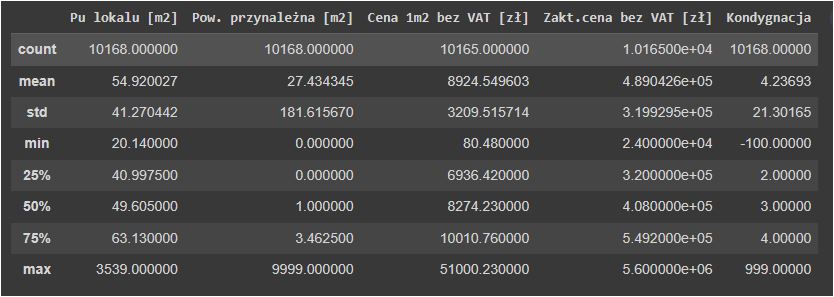 Pu lokalu [m2] Pow. przynależna [m2] Cena 1m2 bez VAT [zł] Zakt.cena bez VAT [zł] Kondygnacja
count 10168.000000 10168.000000 10165.000000 1.016500e+04 10168.00000
mean 54.920027 27.434345 8924.549603 4.890426e+05 4.23693
std 41.270442 181.615670 3209.515714 3.199295e+05 21.30165
min 20.140000 0.000000 80.480000 2.400000e+04 -100.00000
25% 40.997500 0.000000 6936.420000 3.200000e+05 2.00000
50% 49.605000 1.000000 8274.230000 4.080000e+05 3.00000
75% 63.130000 3.462500 10010.760000 5.492000e+05 4.00000
max 3539.000000 9999.000000 51000.230000 5.600000e+06 999.00000